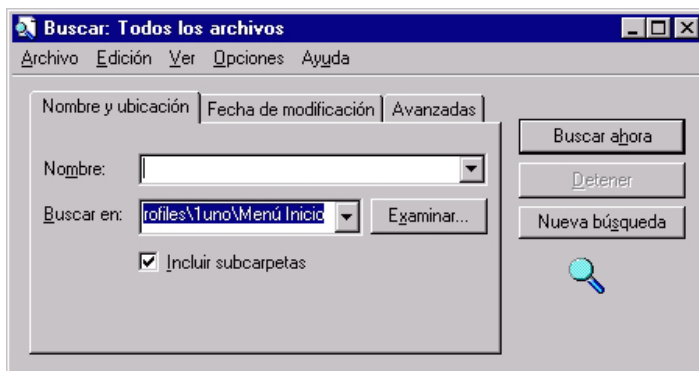 Buscar: Todos los archivos
Archivo Edición Ver Opciones Ayuda
Nombre y ubicación Fecha de modificación Avanzadas
Buscar ahora
Nombre:
Detener
Buscar en: rofiles\1uno\Menú Inicio Examinar...
Nueva búsqueda
Incluir subcarpetas